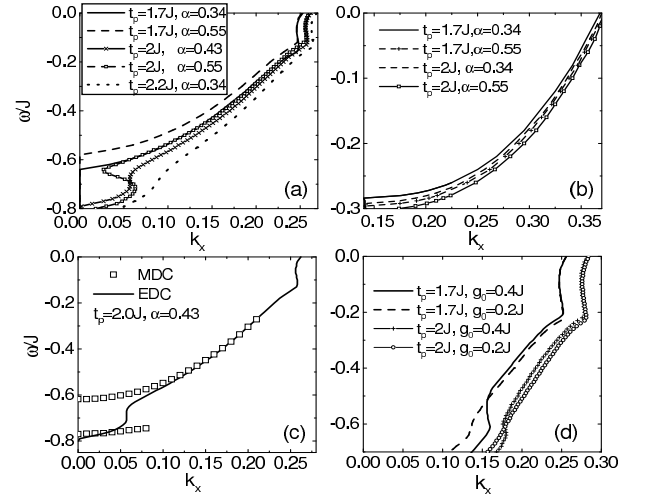 t_p=1.7J, α=0.34
t_p=1.7J, α=0.55
t_p=2J, α=0.43
t_p=2J, α=0.55
t_p=2.2J, α=0.34
0.0
-0.2
-0.4
-0.6
-0.8
ω/J
(a)
0.00 0.05 0.10 0.15 0.20 0.25
k_x
t_p=1.7J,α=0.34
t_p=1.7J,α=0.55
t_p=2J,α=0.34
t_p=2J,α=0.55
0.0
-0.1
-0.2
-0.3
(b)
0.15 0.20 0.25 0.30 0.35
k_x
MDC
EDC
t_p=2.0J, α=0.43
0.0
-0.2
-0.4
-0.6
-0.8
ω/J
(c)
0.00 0.05 0.10 0.15 0.20 0.25
k_x
t_p=1.7J, g_0=0.4J
t_p=1.7J, g_0=0.2J
t_p=2J, g_0=0.4J
t_p=2J, g_0=0.2J
0.0
-0.2
-0.4
-0.6
(d)
0.00 0.05 0.10 0.15 0.20 0.25 0.30
k_x